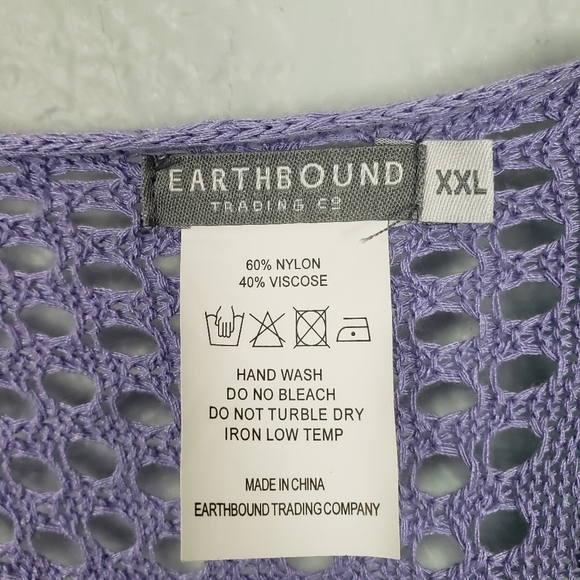 EARTHBOUND
TRADING Cº
XXL
60% NYLON
40% VISCOSE
HAND WASH
DO NO BLEACH
DO NOT TURBLE DRY
IRON LOW TEMP
MADE IN CHINA
EARTHBOUND TRADING COMPANY